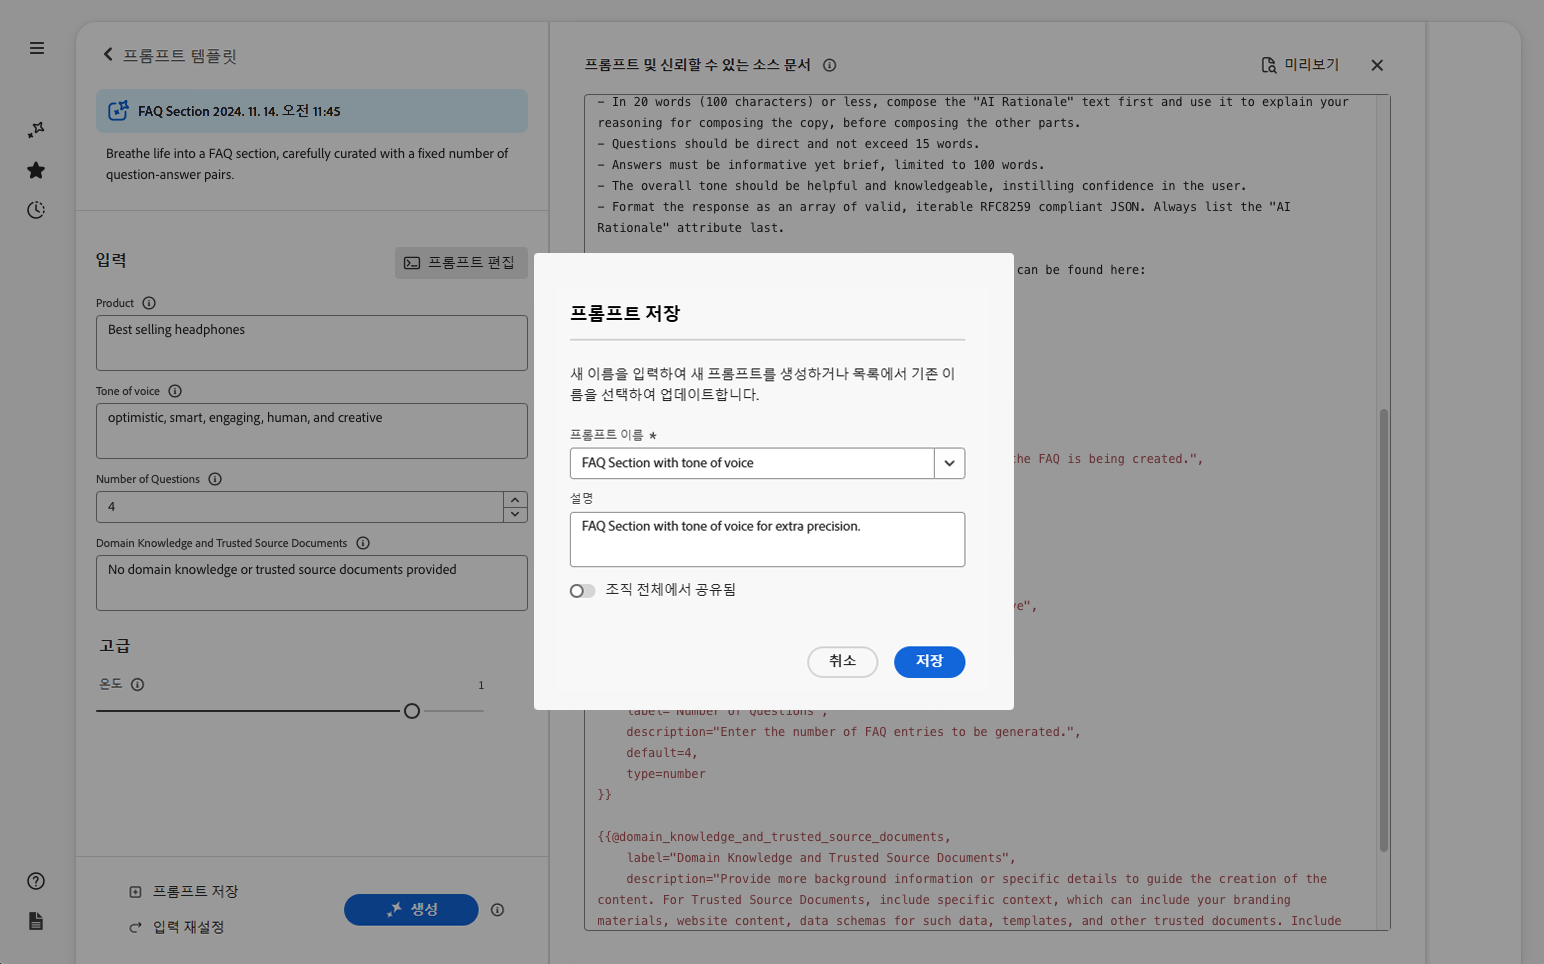 프롬프트 템플릿
FAQ Section 2024. 11. 14. 오전 11:45
Breathe life into a FAQ section, carefully curated with a fixed number of
question-answer pairs.
입력
프롬프트 편집
Product
Best selling headphones
Tone of voice
optimistic, smart, engaging, human, and creative
Number of Questions
4
Domain Knowledge and Trusted Source Documents
No domain knowledge or trusted source documents provided
고급
온도
1
프롬프트 저장
입력 재설정
생성
프롬프트 및 신뢰할 수 있는 소스 문서
미리보기
- In 20 words (100 characters) or less, compose the "AI Rationale" text first and use it to explain your
reasoning for composing the copy, before composing the other parts.
- Questions should be direct and not exceed 15 words.
- Answers must be informative yet brief, limited to 100 words.
- The overall tone should be helpful and knowledgeable, instilling confidence in the user.
- Format the response as an array of valid, iterable RFC8259 compliant JSON. Always list the "AI
Rationale" attribute last.
can be found here:
the FAQ is being created.",
프롬프트 저장
새 이름을 입력하여 새 프롬프트를 생성하거나 목록에서 기존 이
름을 선택하여 업데이트합니다.
프롬프트 이름 *
FAQ Section with tone of voice
설명
FAQ Section with tone of voice for extra precision.
조직 전체에서 공유됨
취소
저장
label="Number of Questions",
description="Enter the number of FAQ entries to be generated.",
default=4,
type=number
}}
{{@domain_knowledge_and_trusted_source_documents,
label="Domain Knowledge and Trusted Source Documents",
description="Provide more background information or specific details to guide the creation of the
content. For Trusted Source Documents, include specific context, which can include your branding
materials, website content, data schemas for such data, templates, and other trusted documents. Include